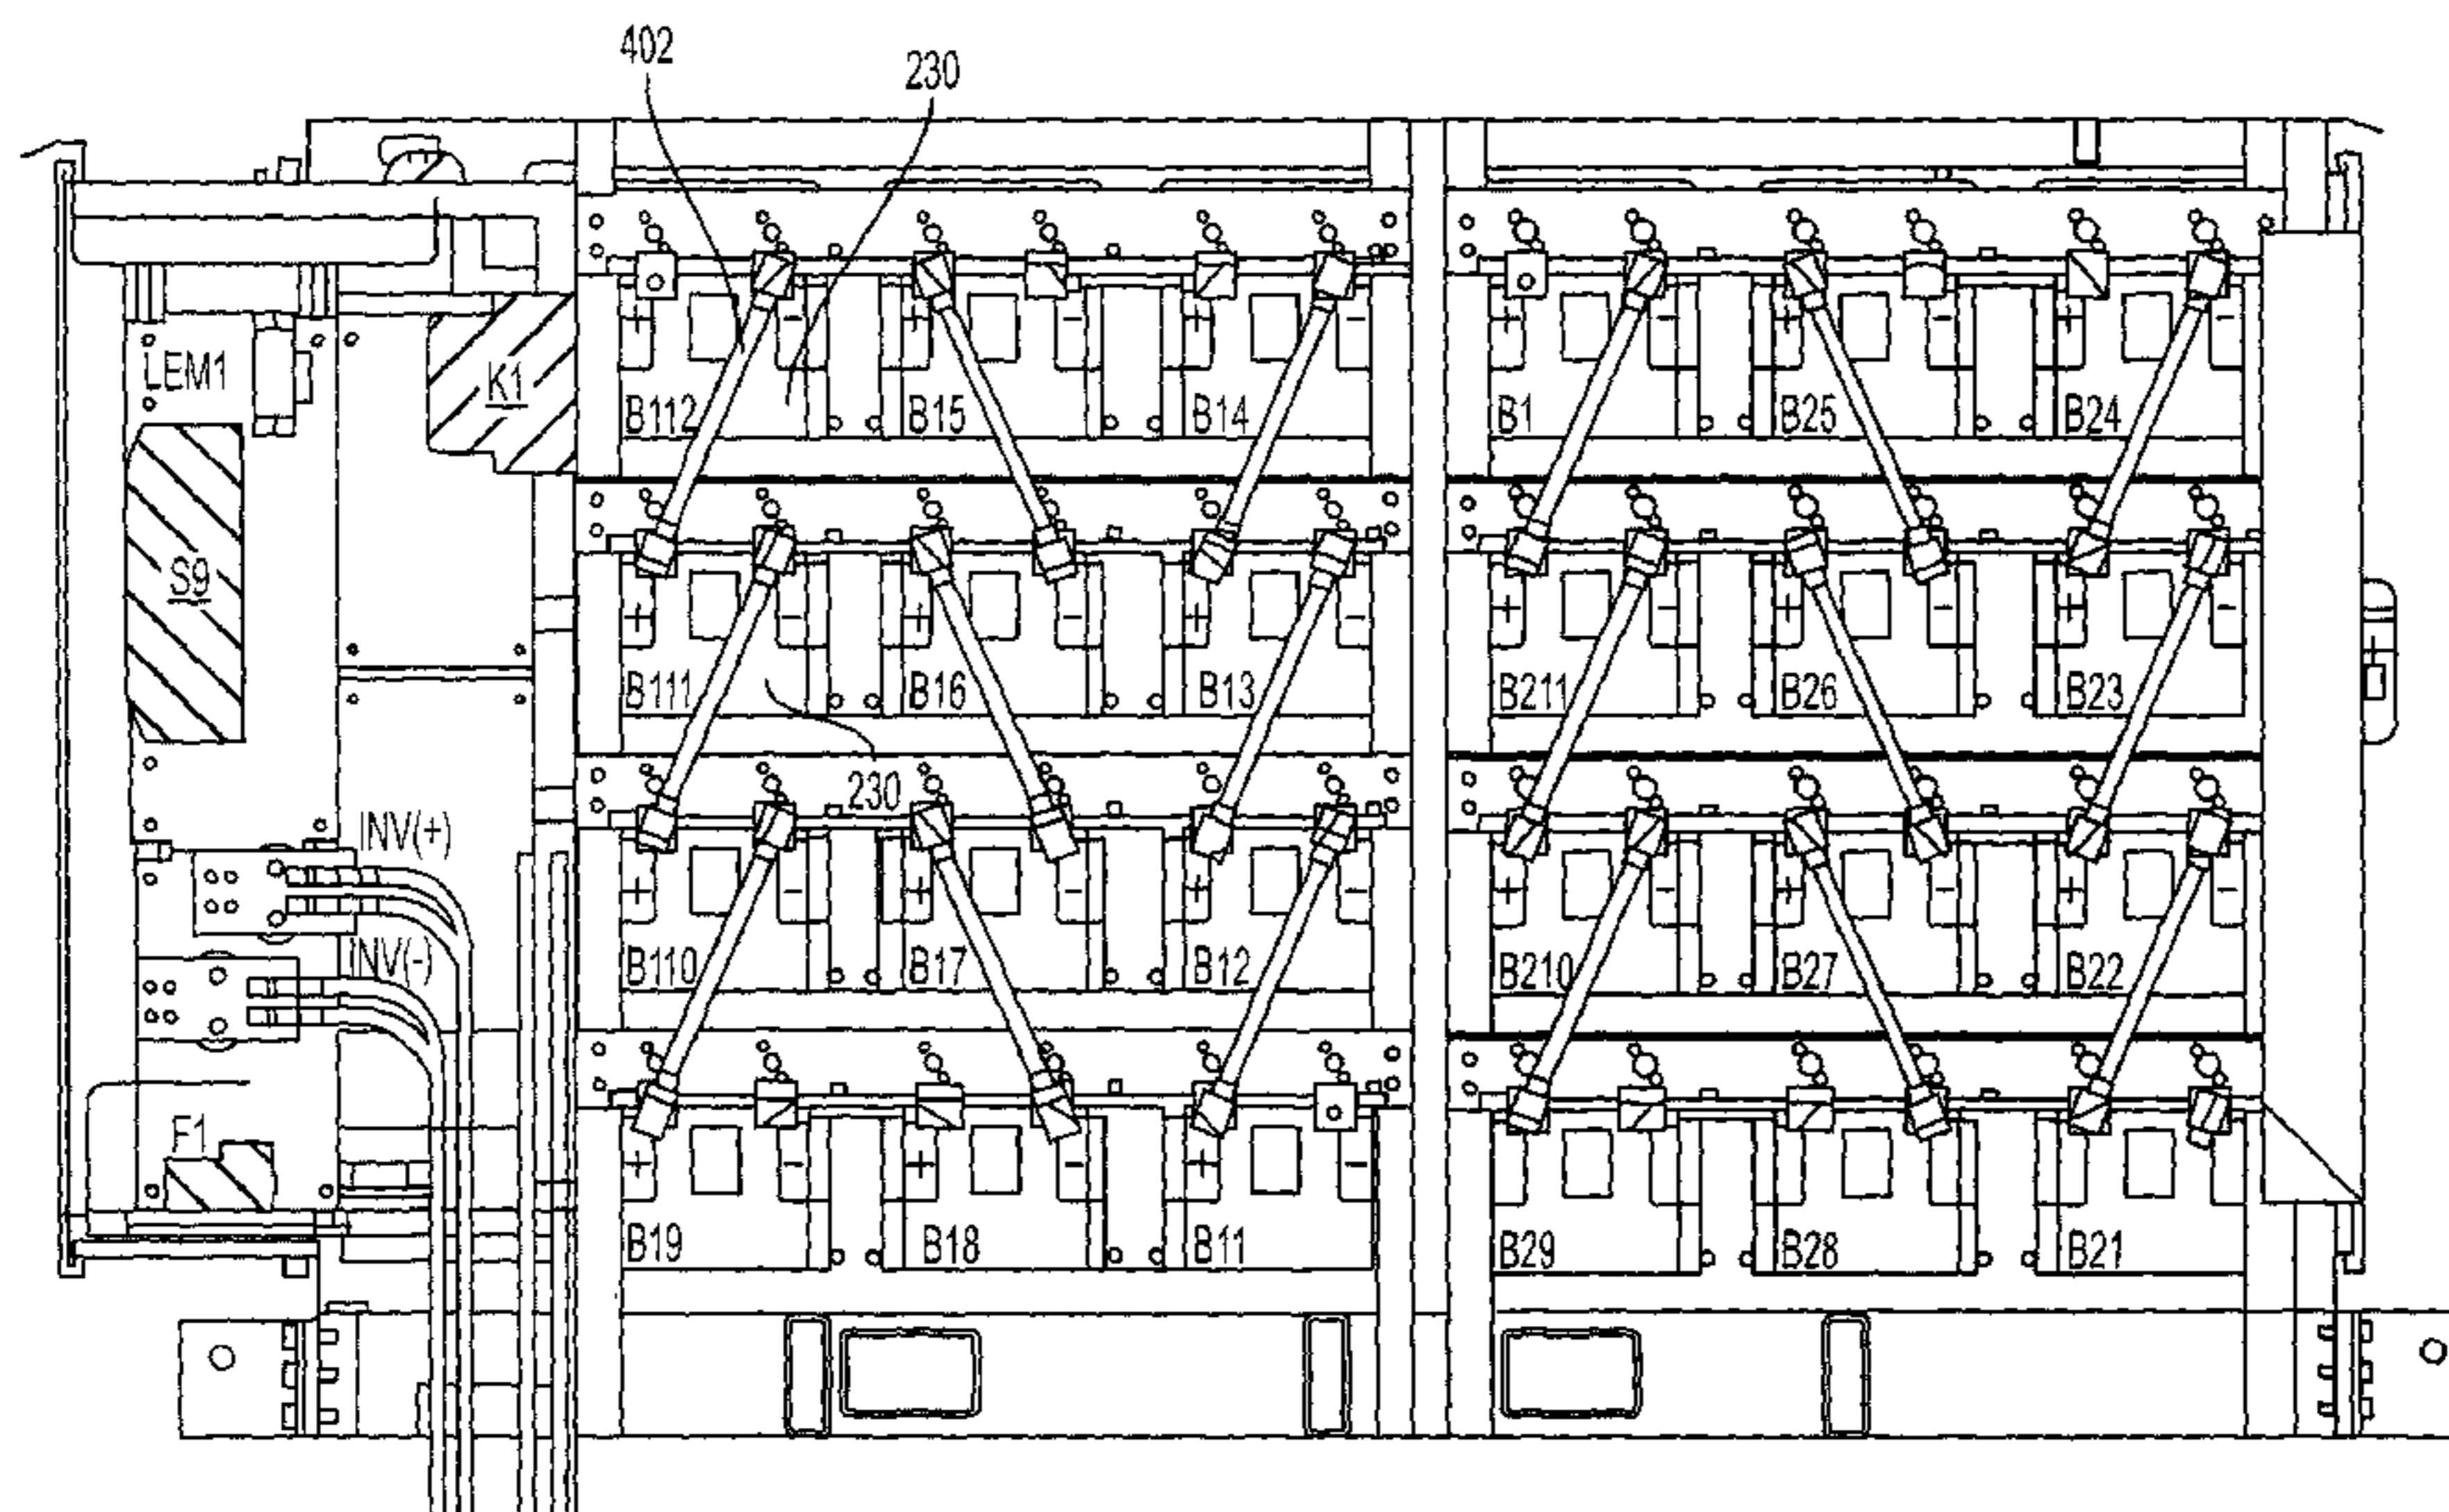 402
230
LEM1
K1
B112
B15
B14
B1
B25
B24
S9
B111
B16
B13
B211
B26
B23
230
INV(+)
INV(-)
B110
B17
B12
B210
B27
B22
F1
B19
B18
B11
B29
B28
B21